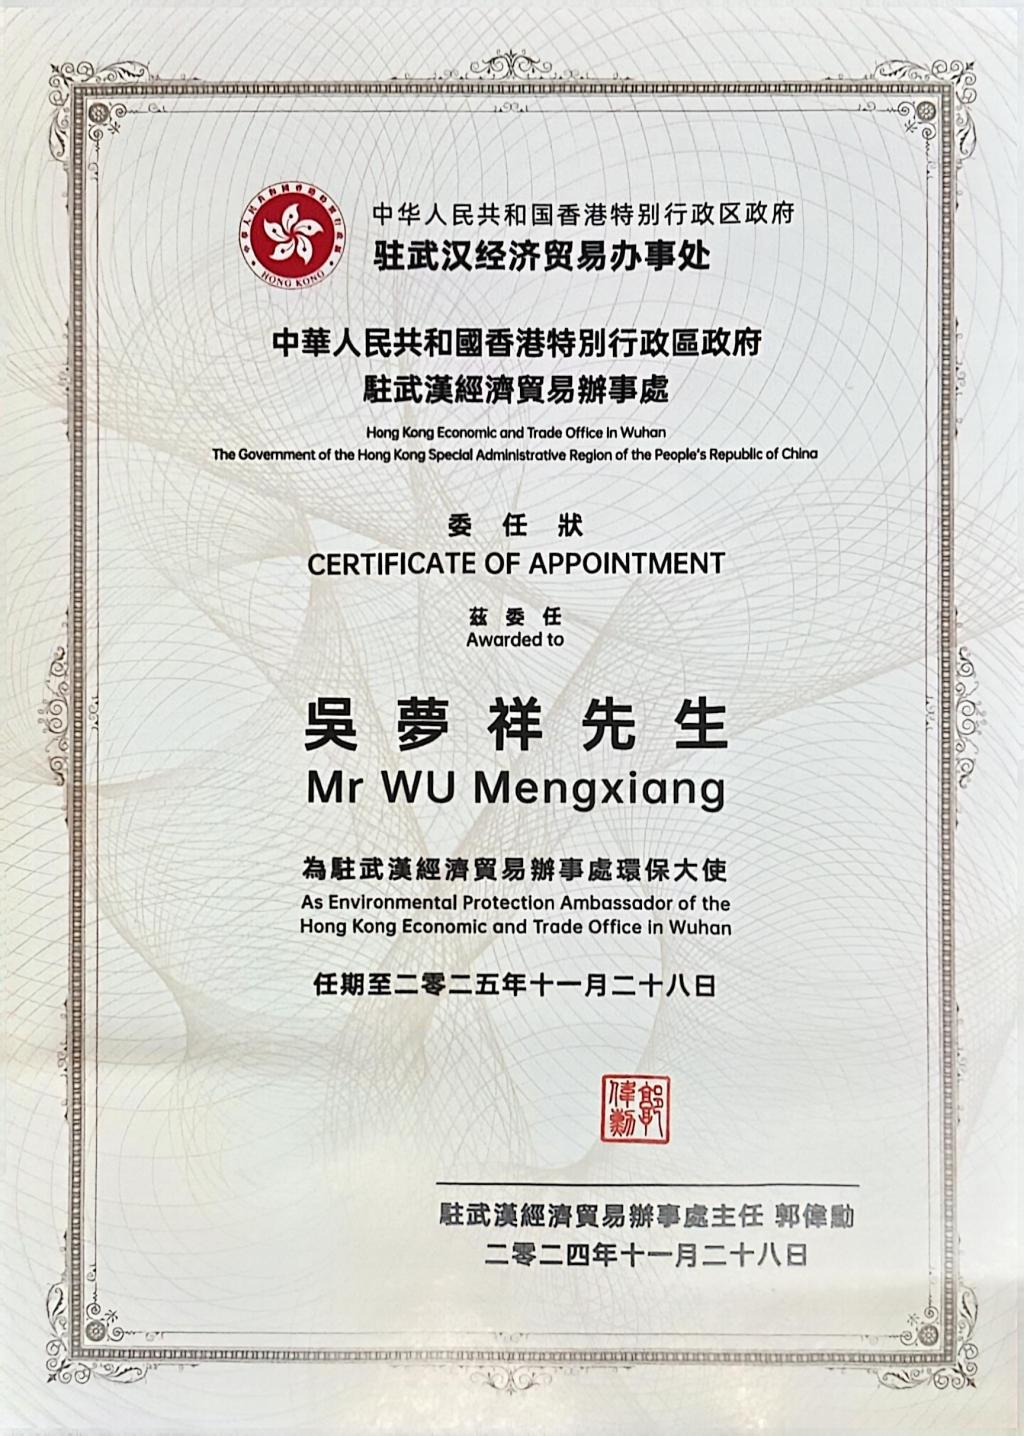 中华人民共和国香港特别行政区政府
驻武汉经济贸易办事处
HONG KONG
中華人民共和國香港特別行政區政府
駐武漢經濟貿易辦事處
Hong Kong Economic and Trade Office in Wuhan
The Government of the Hong Kong Special Administrative Region of the People's Republic of China
委任狀
CERTIFICATE OF APPOINTMENT
茲委任
Awarded to
吳夢祥先生
Mr WU Mengxiang
為駐武漢經濟貿易辦事處環保大使
As Environmental Protection Ambassador of the
Hong Kong Economic and Trade Office in Wuhan
任期至二零二五年十一月二十八日
郭偉勳
駐武漢經濟貿易辦事處主任 郭偉勳
二零二四年十一月二十八日